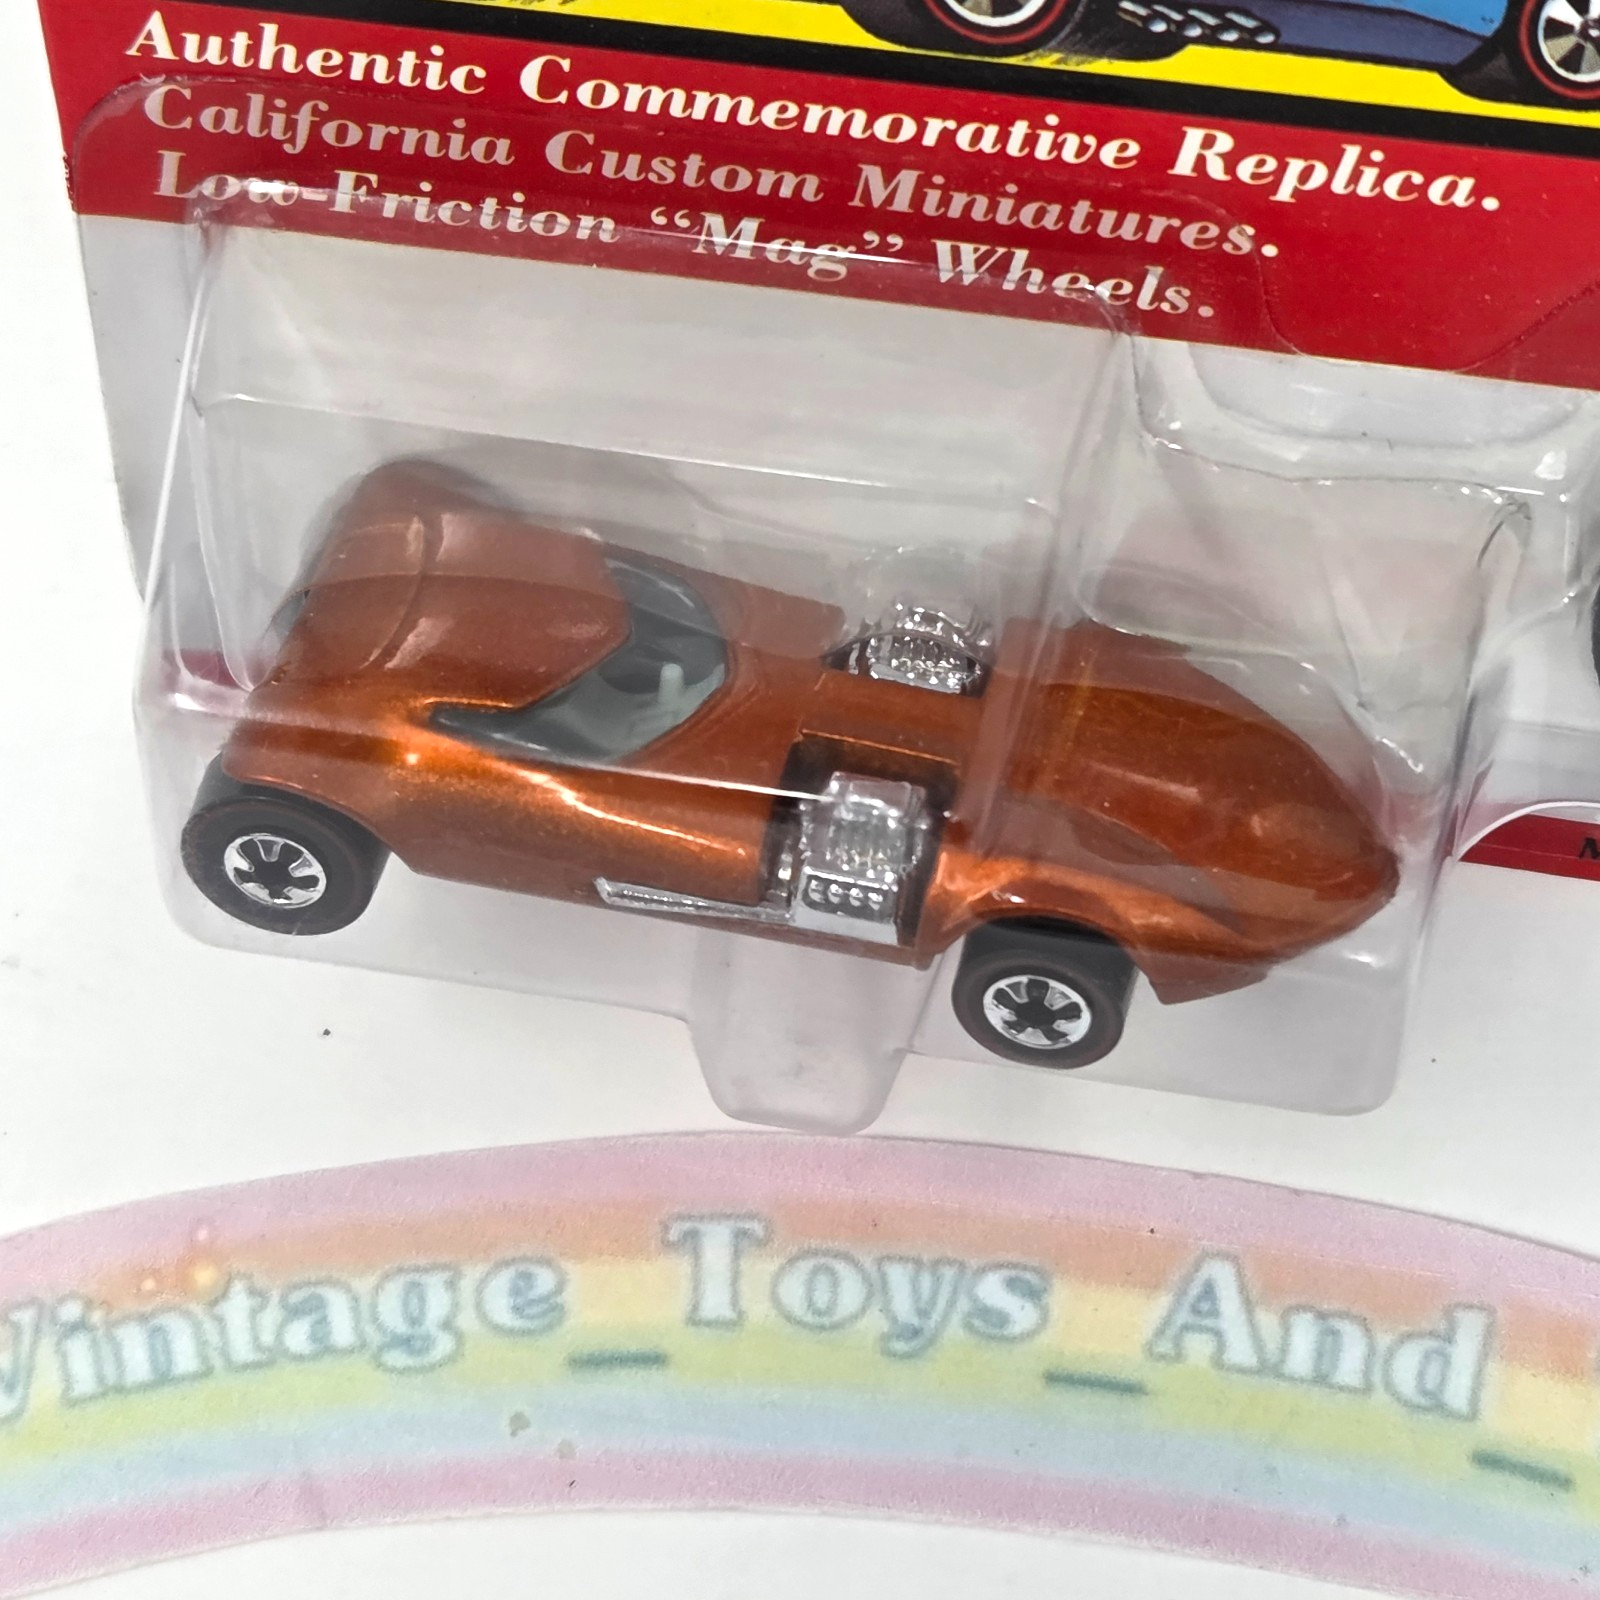 Authentic Commemorative Replica.
California Custom Miniatures.
Low-Friction “Mag” Wheels.
Vintage_Toys_And_